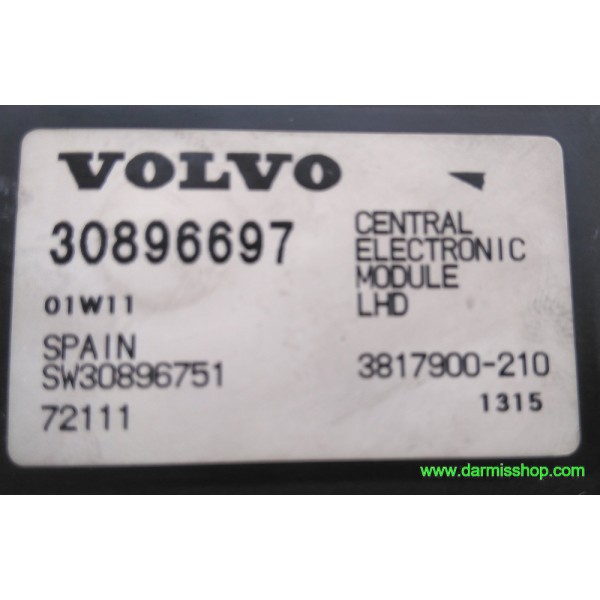 VOLVO
30896697
01W11
SPAIN
SW30896751
72111
CENTRAL
ELECTRONIC
MODULE
LHD
3817900-210
1315
www.darmisshop.com